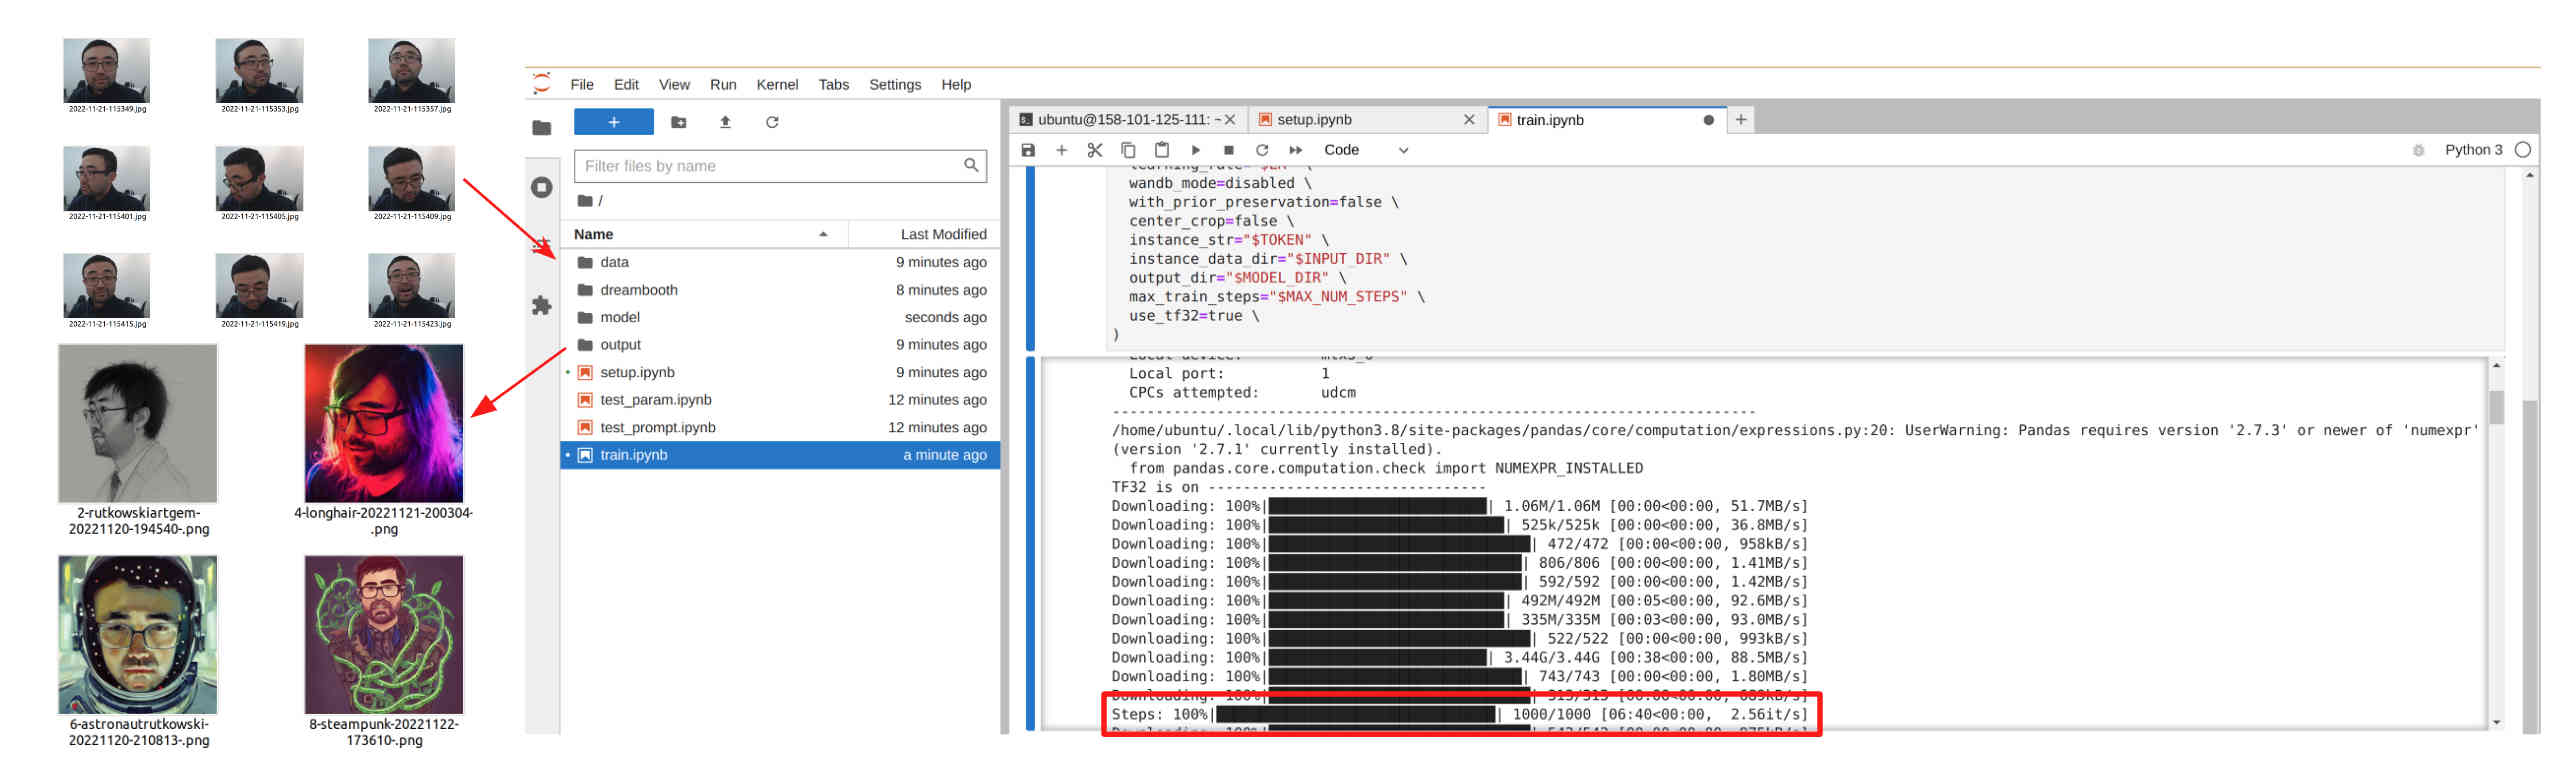 2022-11-21-115349.jpg
2022-11-21-115353.jpg
2022-11-21-115357.jpg
2022-11-21-115401.jpg
2022-11-21-115405.jpg
2022-11-21-115409.jpg
2022-11-21-115415.jpg
2022-11-21-115419.jpg
2022-11-21-115423.jpg
2-rutkowskiartgem-
20221120-194540-.png
4-longhair-20221121-200304-
.png
6-astronautrutkowski-
20221120-210813-.png
8-steampunk-20221122-
173610-.png
File Edit View Run Kernel Tabs Settings Help
+
Filter files by name
/
Name Last Modified
data 9 minutes ago
dreambooth 8 minutes ago
model seconds ago
output 9 minutes ago
setup.ipynb 9 minutes ago
test_param.ipynb 12 minutes ago
test_prompt.ipynb 12 minutes ago
train.ipynb a minute ago
ubuntu@158-101-125-111: ~ setup.ipynb train.ipynb
Code Python 3
learning_rate="$LR" \
wandb_mode=disabled \
with_prior_preservation=false \
center_crop=false \
instance_str="$TOKEN" \
instance_data_dir="$INPUT_DIR" \
output_dir="$MODEL_DIR" \
max_train_steps="$MAX_NUM_STEPS" \
use_tf32=true \
)
Local device: mlx5_0
Local port: 1
CPCs attempted: udcm
--------------------------------------------------------------------------
/home/ubuntu/.local/lib/python3.8/site-packages/pandas/core/computation/expressions.py:20: UserWarning: Pandas requires version '2.7.3' or newer of 'numexpr'
(version '2.7.1' currently installed).
from pandas.core.computation.check import NUMEXPR_INSTALLED
TF32 is on --------------------------------
Downloading: 100%| | 1.06M/1.06M [00:00<00:00, 51.7MB/s]
Downloading: 100%| | 525k/525k [00:00<00:00, 36.8MB/s]
Downloading: 100%| | 472/472 [00:00<00:00, 958kB/s]
Downloading: 100%| | 806/806 [00:00<00:00, 1.41MB/s]
Downloading: 100%| | 592/592 [00:00<00:00, 1.42MB/s]
Downloading: 100%| | 492M/492M [00:05<00:00, 92.6MB/s]
Downloading: 100%| | 335M/335M [00:03<00:00, 93.0MB/s]
Downloading: 100%| | 522/522 [00:00<00:00, 993kB/s]
Downloading: 100%| | 3.44G/3.44G [00:38<00:00, 88.5MB/s]
Downloading: 100%| | 743/743 [00:00<00:00, 1.80MB/s]
Downloading: 100%| [00:00<00:00,
Steps: 100%| | 1000/1000 [06:40<00:00, 2.56it/s]
Downloading: 100%|